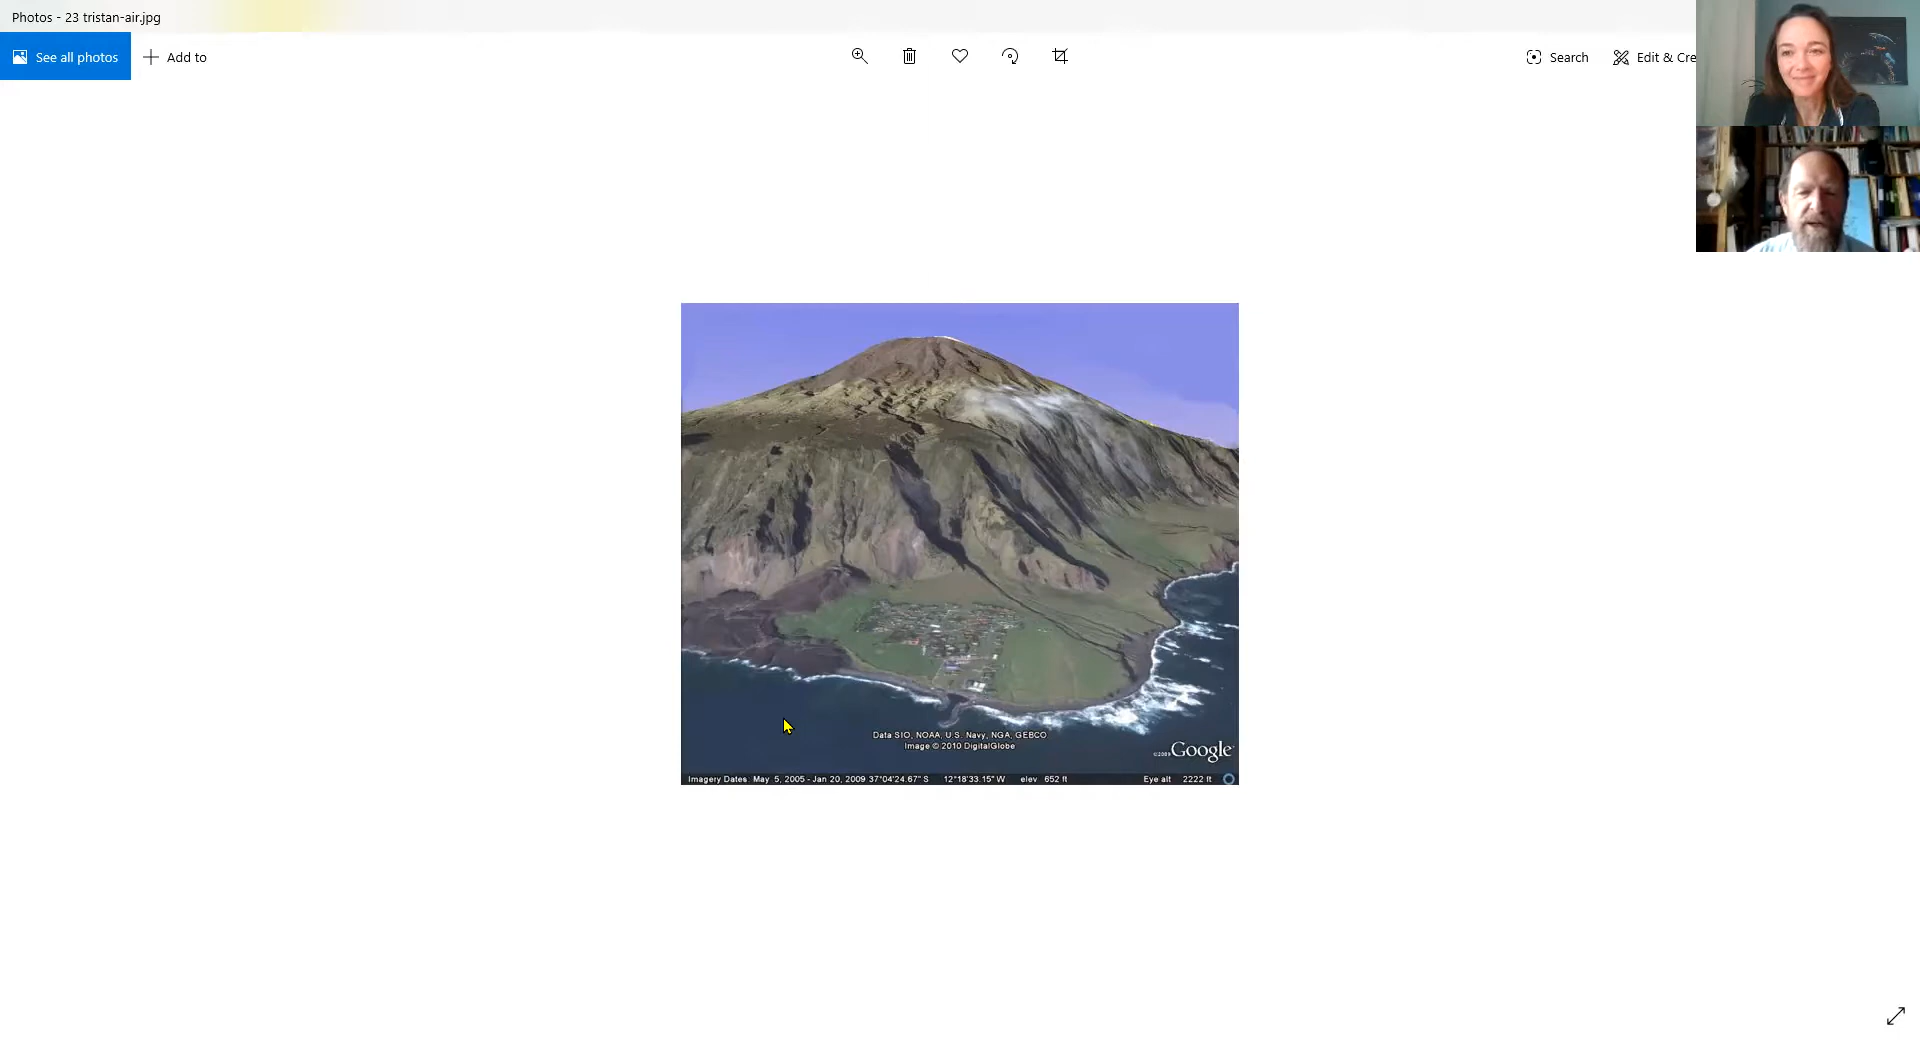 Photos - 23 tristan-air.jpg
See all photos
Add to
Search
Edit & Cre
Data SIO, NOAA, U.S. Navy, NGA, GEBCO
Image © 2010 DigitalGlobe
©2009 Google
Imagery Dates: May 5, 2005 - Jan 20, 2009 37°04'24.67" S 12°18'33.15" W elev 652 ft Eye alt 2222 ft